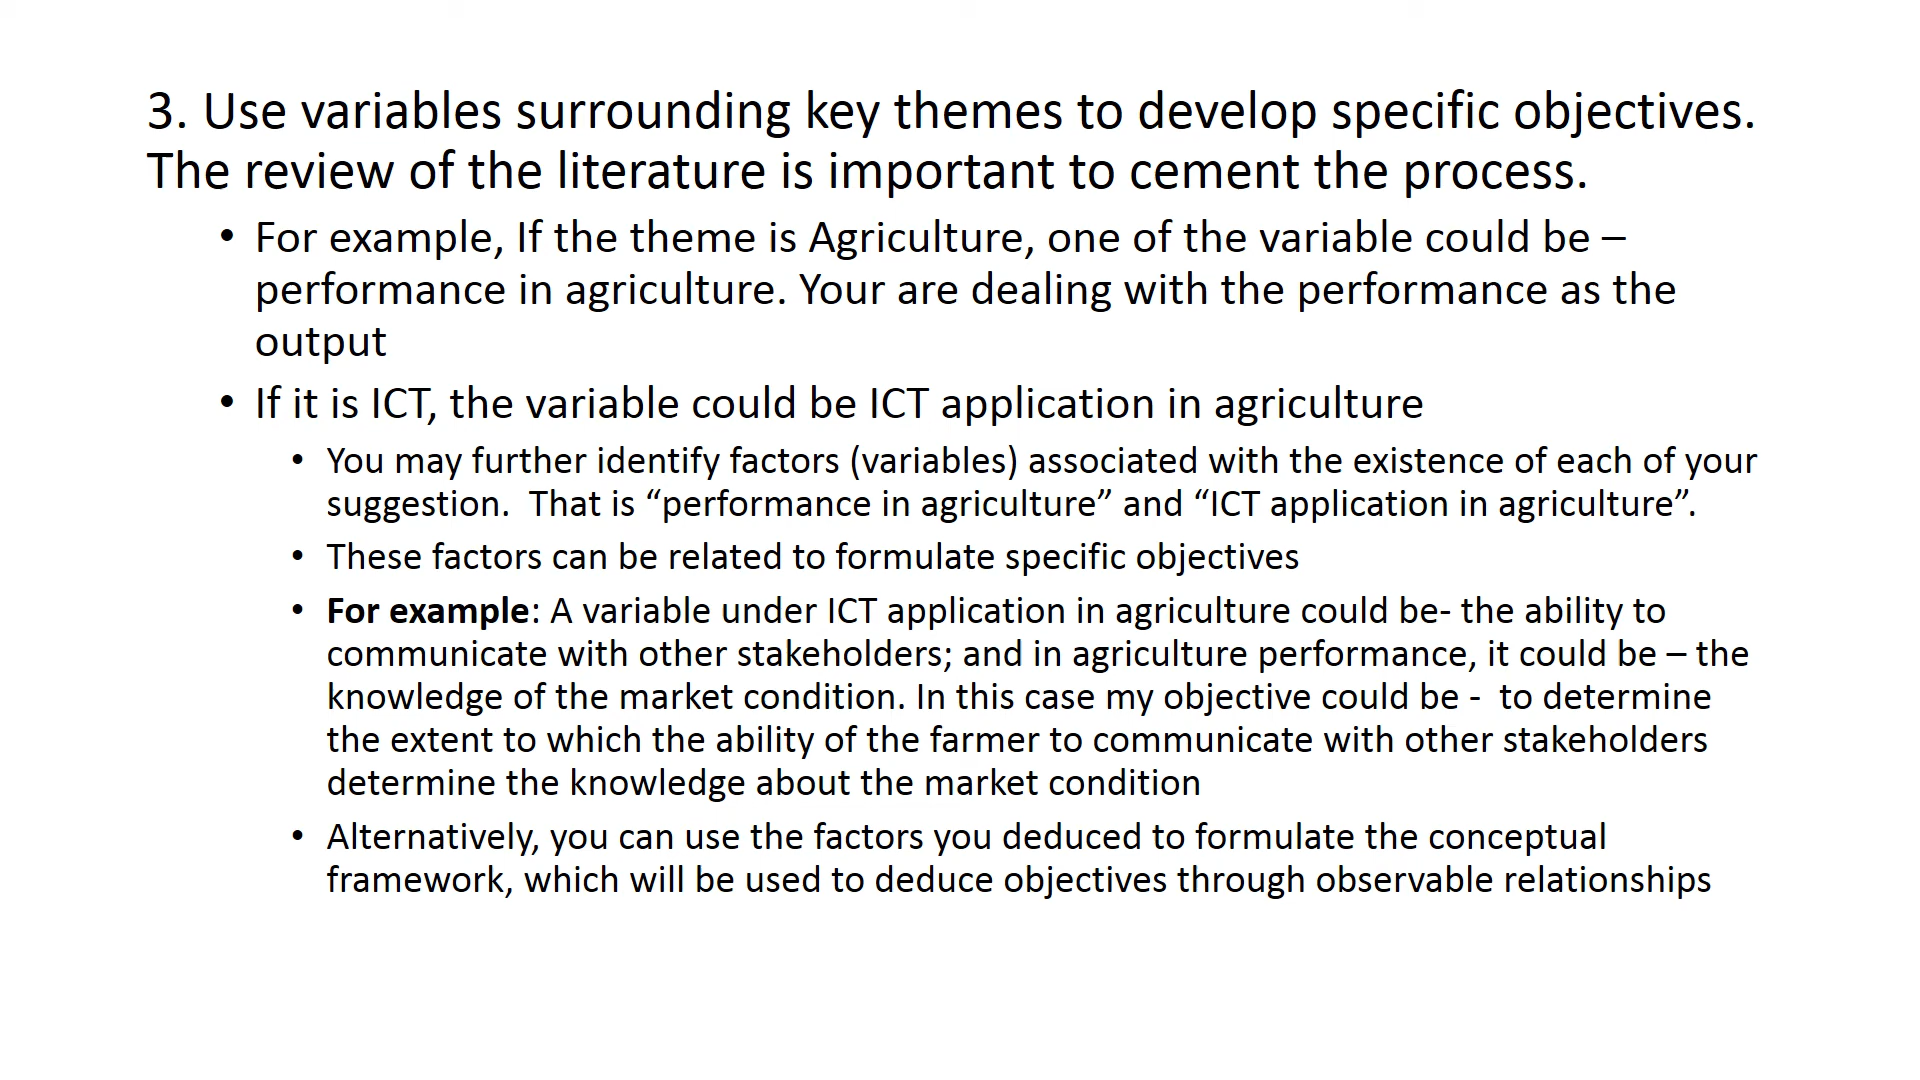 3. Use variables surrounding key themes to develop specific objectives.
The review of the literature is important to cement the process.
• For example, If the theme is Agriculture, one of the variable could be –
performance in agriculture. Your are dealing with the performance as the
output
• If it is ICT, the variable could be ICT application in agriculture
• You may further identify factors (variables) associated with the existence of each of your
suggestion.  That is “performance in agriculture” and “ICT application in agriculture”.
• These factors can be related to formulate specific objectives
• For example: A variable under ICT application in agriculture could be- the ability to
communicate with other stakeholders; and in agriculture performance, it could be – the
knowledge of the market condition. In this case my objective could be -  to determine
the extent to which the ability of the farmer to communicate with other stakeholders
determine the knowledge about the market condition
• Alternatively, you can use the factors you deduced to formulate the conceptual
framework, which will be used to deduce objectives through observable relationships